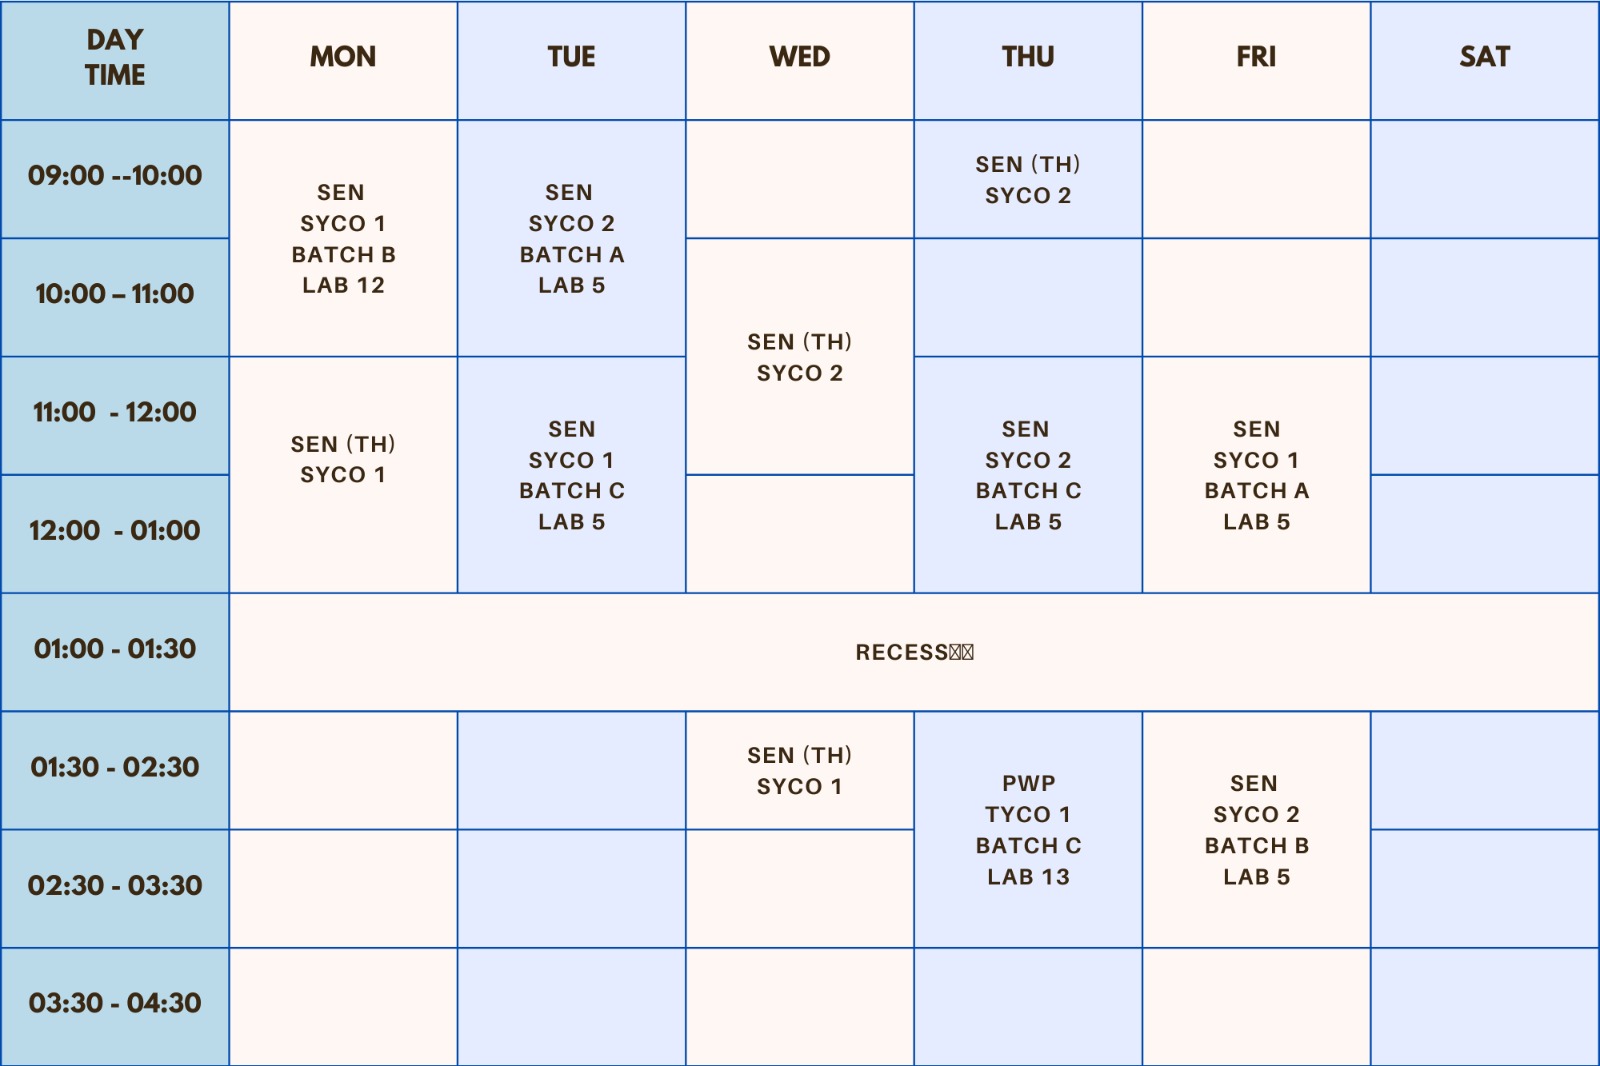 DAY
TIME
MON
TUE
WED
THU
FRI
SAT
09:00 --10:00
SEN
SYCO 1
BATCH B
LAB 12
SEN
SYCO 2
BATCH A
LAB 5
SEN (TH)
SYCO 2
10:00 – 11:00
SEN (TH)
SYCO 2
11:00 - 12:00
SEN (TH)
SYCO 1
SEN
SYCO 1
BATCH C
LAB 5
SEN
SYCO 2
BATCH C
LAB 5
SEN
SYCO 1
BATCH A
LAB 5
12:00 - 01:00
01:00 - 01:30
RECESS
01:30 - 02:30
SEN (TH)
SYCO 1
PWP
TYCO 1
BATCH C
LAB 13
SEN
SYCO 2
BATCH B
LAB 5
02:30 - 03:30
03:30 - 04:30